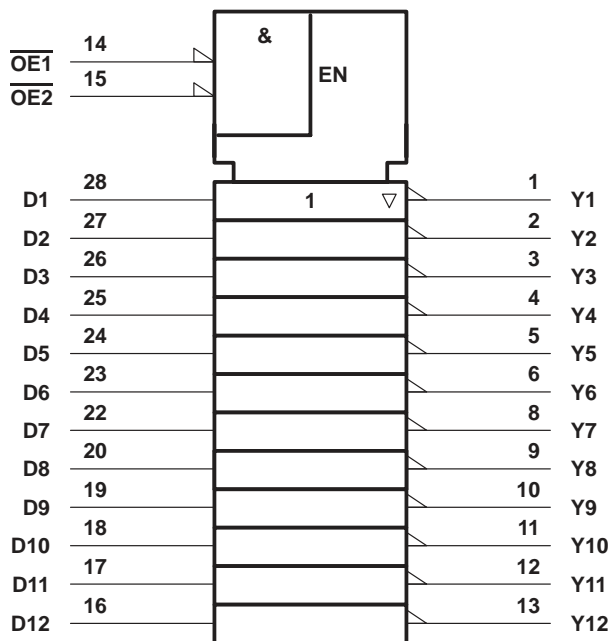 &
14
OE1
EN
15
OE2
28 1
D1 1 ▽ Y1
27 2
D2 Y2
26 3
D3 Y3
25 4
D4 Y4
24 5
D5 Y5
23 6
D6 Y6
22 8
D7 Y7
20 9
D8 Y8
19 10
D9 Y9
18 11
D10 Y10
17 12
D11 Y11
16 13
D12 Y12